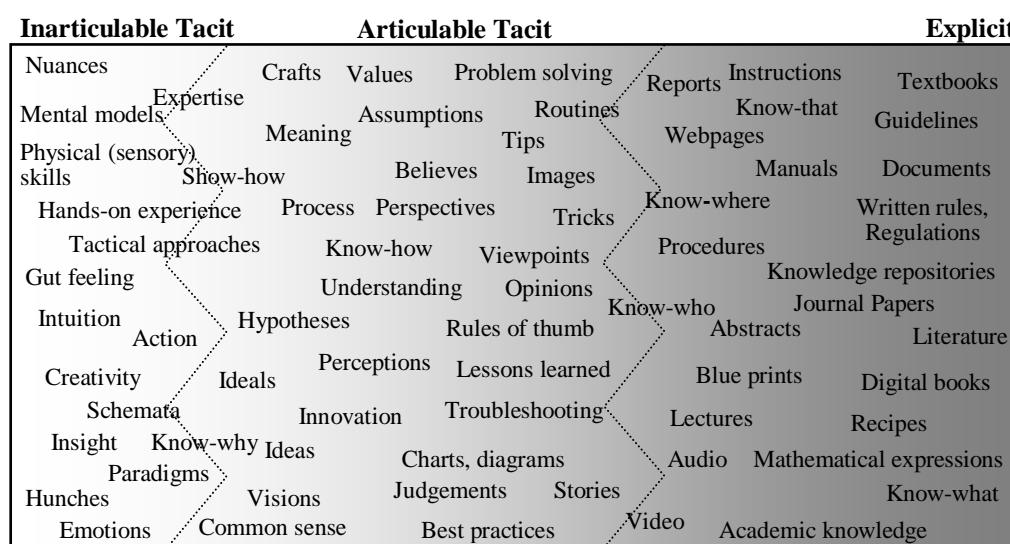 Inarticulable Tacit Articulable Tacit Explicit
Nuances Crafts Values Problem solving Reports Instructions Textbooks
Mental models Expertise Assumptions Routines Know-that Guidelines
Meaning Tips Webpages
Physical (sensory)
skills Show-how Believes Images Manuals Documents
Hands-on experience Process Perspectives Tricks Know-where Written rules,
Regulations
Tactical approaches Know-how Viewpoints Procedures
Gut feeling Understanding Opinions Knowledge repositories
Intuition Hypotheses Rules of thumb Know-who Journal Papers
Action Perceptions Abstracts Literature
Creativity Ideals Lessons learned Blue prints Digital books
Schemata Innovation Troubleshooting Lectures Recipes
Insight Know-why Ideas Charts, diagrams Audio Mathematical expressions
Paradigms Judgements Stories Know-what
Hunches Visions
Emotions Common sense Best practices Video Academic knowledge